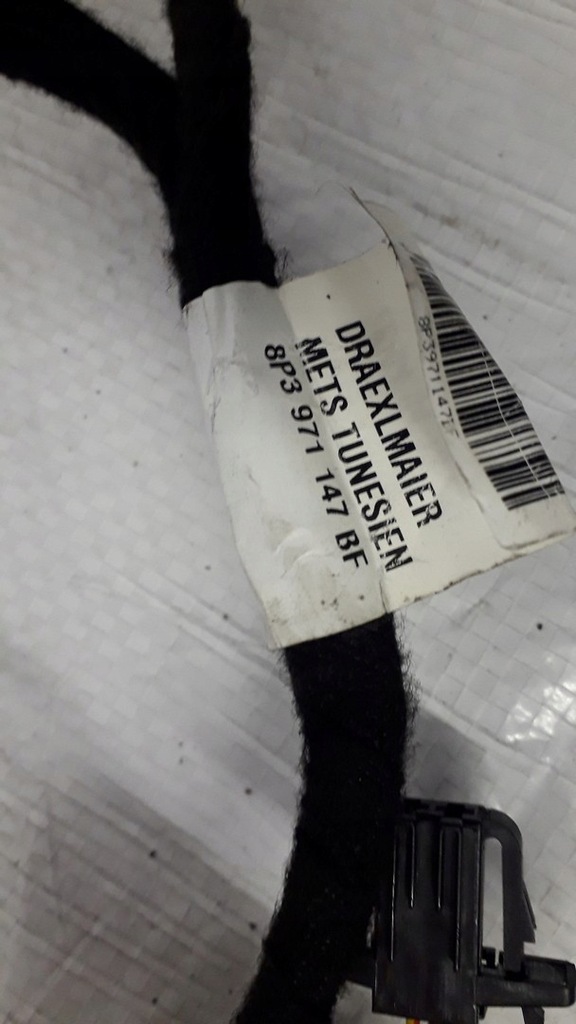 DRAEXLMAIER
METS TUNESIEN
8P3 971 147 BF
8P3971147BF